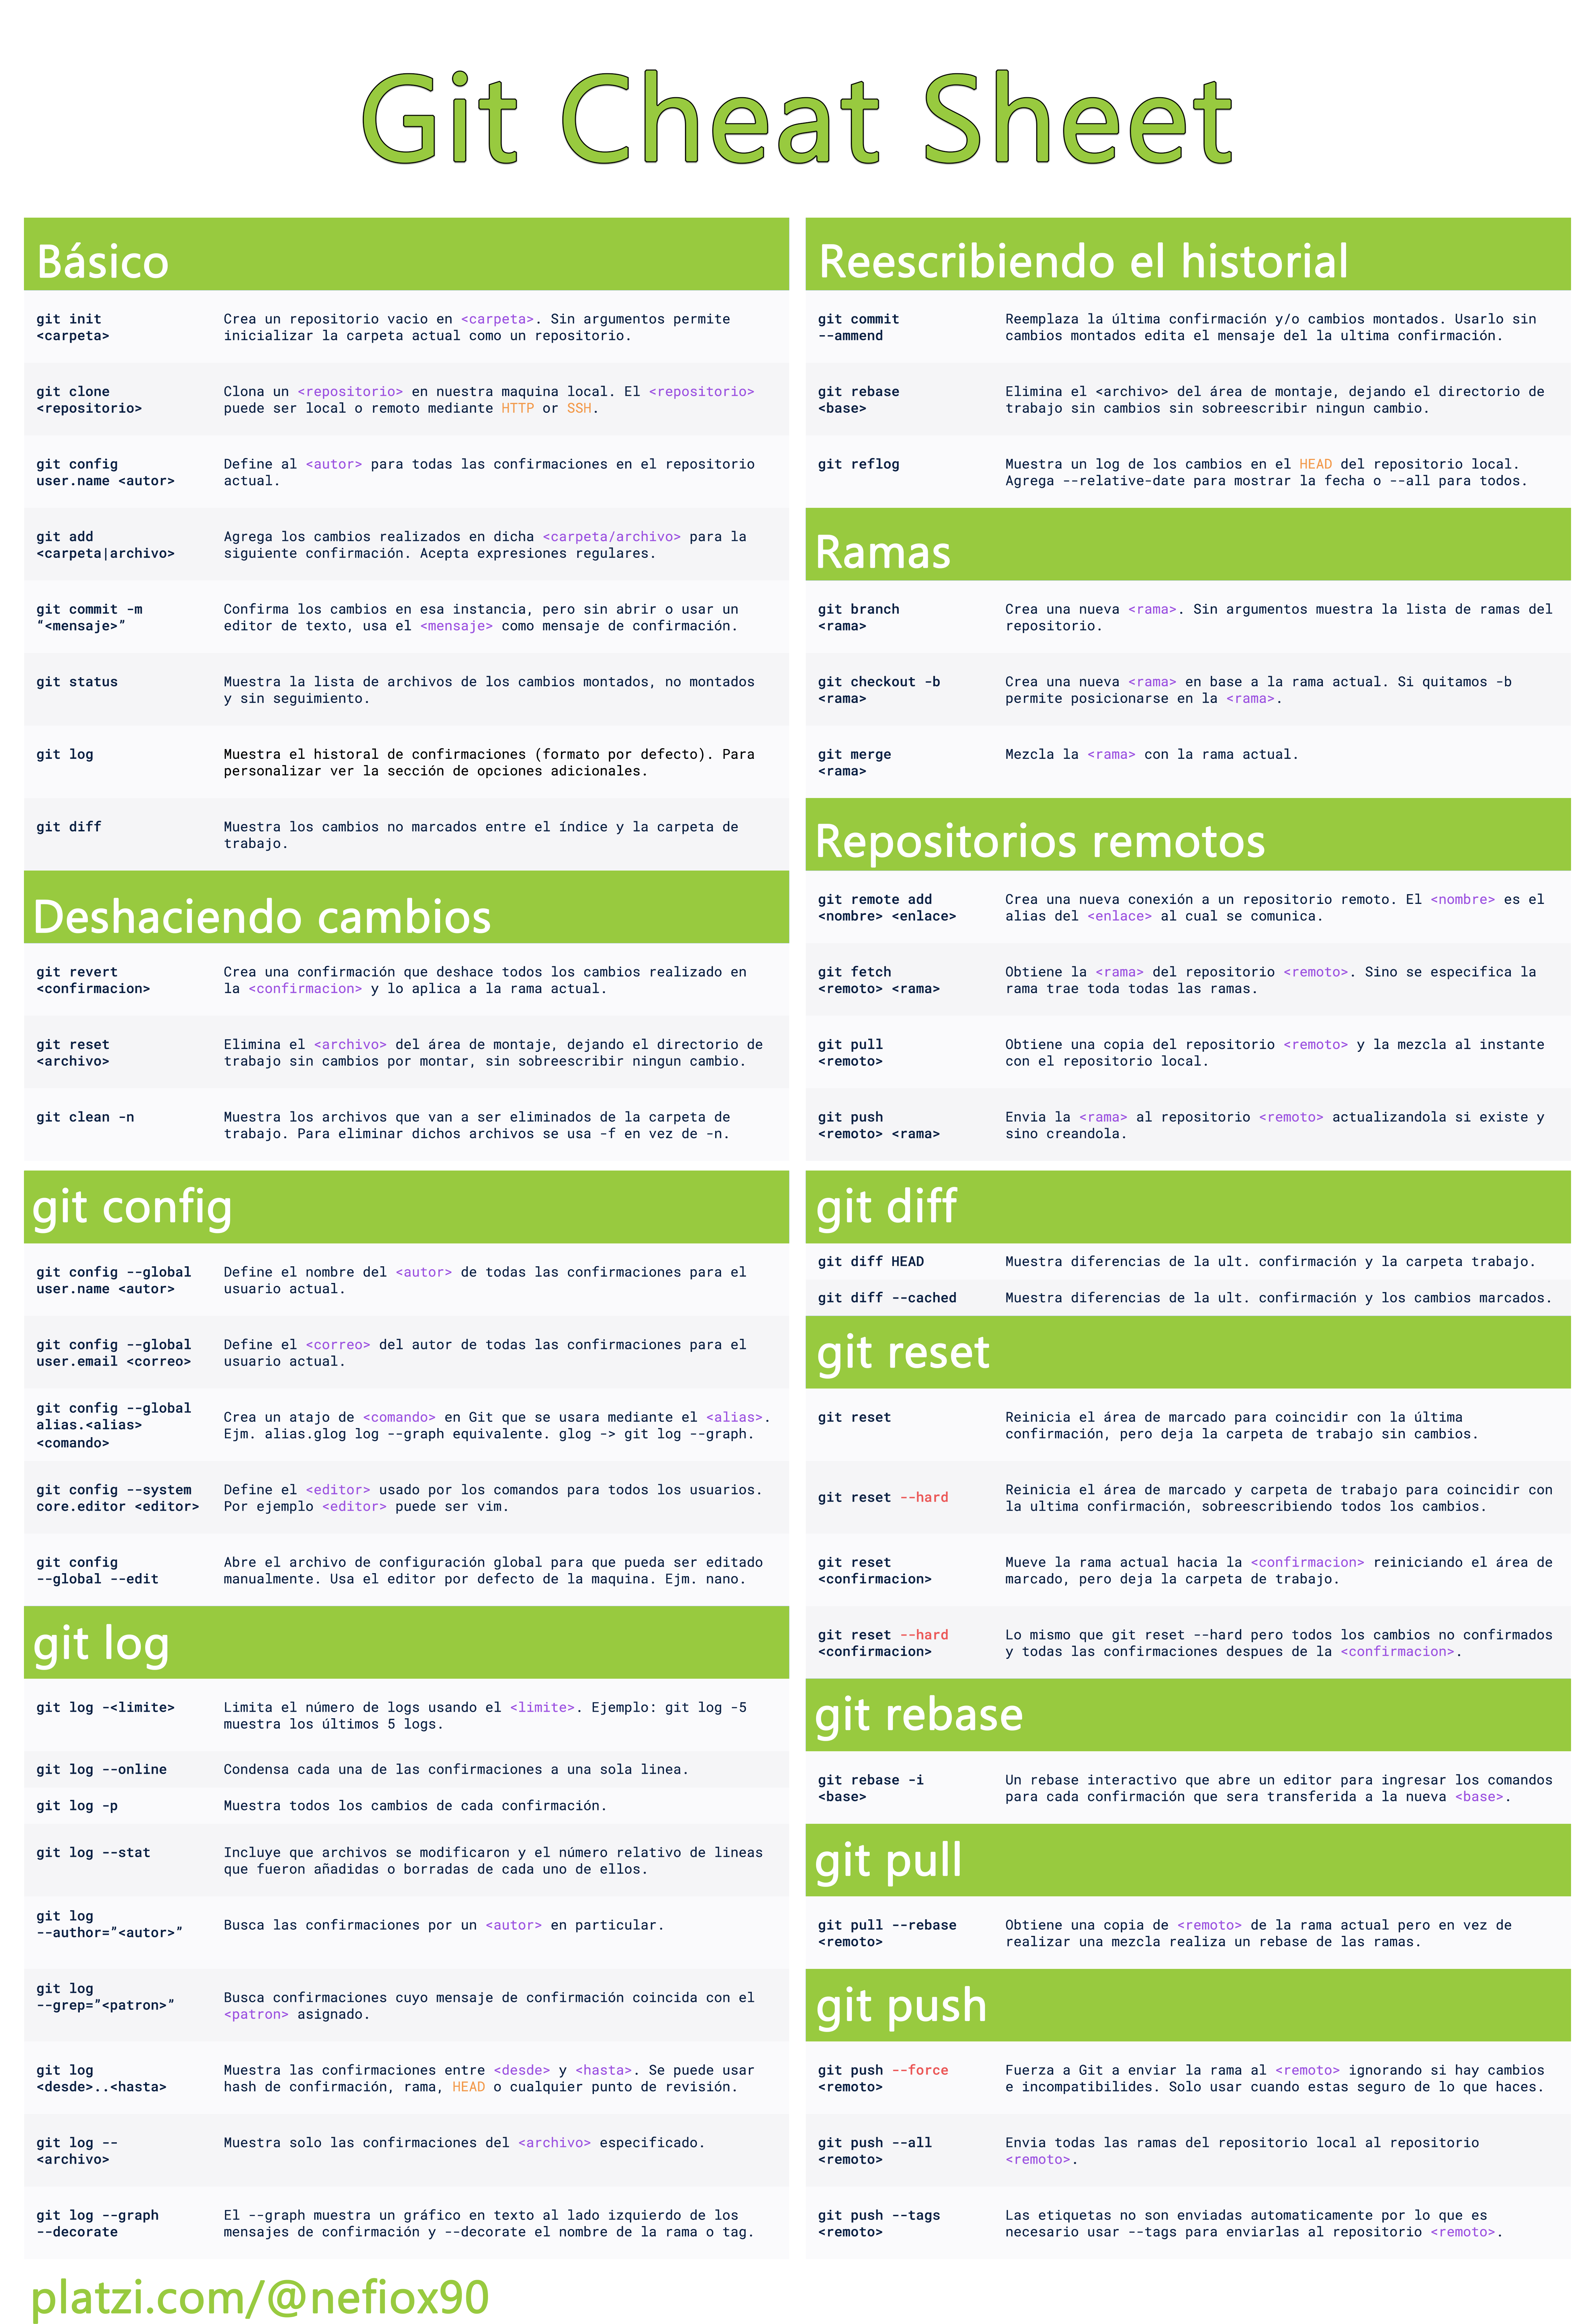 Git Cheat Sheet
Básico
git init
<carpeta>
Crea un repositorio vacio en <carpeta>. Sin argumentos permite
inicializar la carpeta actual como un repositorio.
git clone
<repositorio>
Clona un <repositorio> en nuestra maquina local. El <repositorio>
puede ser local o remoto mediante HTTP or SSH.
git config
user.name <autor>
Define al <autor> para todas las confirmaciones en el repositorio
actual.
git add
<carpeta|archivo>
Agrega los cambios realizados en dicha <carpeta/archivo> para la
siguiente confirmación. Acepta expresiones regulares.
git commit -m
“<mensaje>”
Confirma los cambios en esa instancia, pero sin abrir o usar un
editor de texto, usa el <mensaje> como mensaje de confirmación.
git status
Muestra la lista de archivos de los cambios montados, no montados
y sin seguimiento.
git log
Muestra el historal de confirmaciones (formato por defecto). Para
personalizar ver la sección de opciones adicionales.
git diff
Muestra los cambios no marcados entre el índice y la carpeta de
trabajo.
Deshaciendo cambios
git revert
<confirmacion>
Crea una confirmación que deshace todos los cambios realizado en
la <confirmacion> y lo aplica a la rama actual.
git reset
<archivo>
Elimina el <archivo> del área de montaje, dejando el directorio de
trabajo sin cambios por montar, sin sobreescribir ningun cambio.
git clean -n
Muestra los archivos que van a ser eliminados de la carpeta de
trabajo. Para eliminar dichos archivos se usa -f en vez de -n.
Reescribiendo el historial
git commit
--ammend
Reemplaza la última confirmación y/o cambios montados. Usarlo sin
cambios montados edita el mensaje del la ultima confirmación.
git rebase
<base>
Elimina el <archivo> del área de montaje, dejando el directorio de
trabajo sin cambios sin sobreescribir ningun cambio.
git reflog
Muestra un log de los cambios en el HEAD del repositorio local.
Agrega --relative-date para mostrar la fecha o --all para todos.
Ramas
git branch
<rama>
Crea una nueva <rama>. Sin argumentos muestra la lista de ramas del
repositorio.
git checkout -b
<rama>
Crea una nueva <rama> en base a la rama actual. Si quitamos -b
permite posicionarse en la <rama>.
git merge
<rama>
Mezcla la <rama> con la rama actual.
Repositorios remotos
git remote add
<nombre> <enlace>
Crea una nueva conexión a un repositorio remoto. El <nombre> es el
alias del <enlace> al cual se comunica.
git fetch
<remoto> <rama>
Obtiene la <rama> del repositorio <remoto>. Sino se especifica la
rama trae toda todas las ramas.
git pull
<remoto>
Obtiene una copia del repositorio <remoto> y la mezcla al instante
con el repositorio local.
git push
<remoto> <rama>
Envia la <rama> al repositorio <remoto> actualizandola si existe y
sino creandola.
git config
git config --global
user.name <autor>
Define el nombre del <autor> de todas las confirmaciones para el
usuario actual.
git config --global
user.email <correo>
Define el <correo> del autor de todas las confirmaciones para el
usuario actual.
git config --global
alias.<alias>
<comando>
Crea un atajo de <comando> en Git que se usara mediante el <alias>.
Ejm. alias.glog log --graph equivalente. glog -> git log --graph.
git config --system
core.editor <editor>
Define el <editor> usado por los comandos para todos los usuarios.
Por ejemplo <editor> puede ser vim.
git config
--global --edit
Abre el archivo de configuración global para que pueda ser editado
manualmente. Usa el editor por defecto de la maquina. Ejm. nano.
git log
git log -<limite>
Limita el número de logs usando el <limite>. Ejemplo: git log -5
muestra los últimos 5 logs.
git log --online
Condensa cada una de las confirmaciones a una sola linea.
git log -p
Muestra todos los cambios de cada confirmación.
git log --stat
Incluye que archivos se modificaron y el número relativo de lineas
que fueron añadidas o borradas de cada uno de ellos.
git log
--author=”<autor>”
Busca las confirmaciones por un <autor> en particular.
git log
--grep=”<patron>”
Busca confirmaciones cuyo mensaje de confirmación coincida con el
<patron> asignado.
git log
<desde>..<hasta>
Muestra las confirmaciones entre <desde> y <hasta>. Se puede usar
hash de confirmación, rama, HEAD o cualquier punto de revisión.
git log --
<archivo>
Muestra solo las confirmaciones del <archivo> especificado.
git log --graph
--decorate
El --graph muestra un gráfico en texto al lado izquierdo de los
mensajes de confirmación y --decorate el nombre de la rama o tag.
git diff
git diff HEAD
Muestra diferencias de la ult. confirmación y la carpeta trabajo.
git diff --cached
Muestra diferencias de la ult. confirmación y los cambios marcados.
git reset
git reset
Reinicia el área de marcado para coincidir con la última
confirmación, pero deja la carpeta de trabajo sin cambios.
git reset --hard
Reinicia el área de marcado y carpeta de trabajo para coincidir con
la ultima confirmación, sobreescribiendo todos los cambios.
git reset
<confirmacion>
Mueve la rama actual hacia la <confirmacion> reiniciando el área de
marcado, pero deja la carpeta de trabajo.
git reset --hard
<confirmacion>
Lo mismo que git reset --hard pero todos los cambios no confirmados
y todas las confirmaciones despues de la <confirmacion>.
git rebase
git rebase -i
<base>
Un rebase interactivo que abre un editor para ingresar los comandos
para cada confirmación que sera transferida a la nueva <base>.
git pull
git pull --rebase
<remoto>
Obtiene una copia de <remoto> de la rama actual pero en vez de
realizar una mezcla realiza un rebase de las ramas.
git push
git push --force
<remoto>
Fuerza a Git a enviar la rama al <remoto> ignorando si hay cambios
e incompatibilides. Solo usar cuando estas seguro de lo que haces.
git push --all
<remoto>
Envia todas las ramas del repositorio local al repositorio
<remoto>.
git push --tags
<remoto>
Las etiquetas no son enviadas automaticamente por lo que es
necesario usar --tags para enviarlas al repositorio <remoto>.
platzi.com/@nefiox90